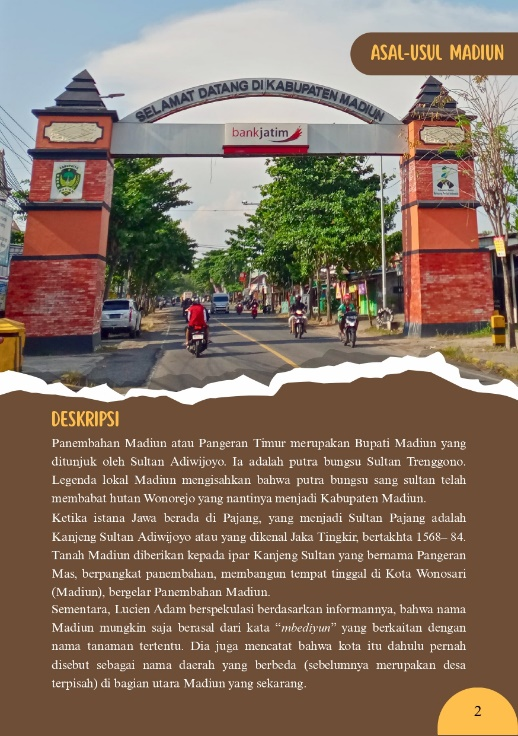 ASAL-USUL MADIUN
SELAMAT DATANG DI KABUPATEN MADIUN
bankjatim
DESKRIPSI
Panembahan Madiun atau Pangeran Timur merupakan Bupati Madiun yang
ditunjuk oleh Sultan Adiwijoyo. Ia adalah putra bungsu Sultan Trenggono.
Legenda lokal Madiun mengisahkan bahwa putra bungsu sang sultan telah
membabat hutan Wonorejo yang nantinya menjadi Kabupaten Madiun.
Ketika istana Jawa berada di Pajang, yang menjadi Sultan Pajang adalah
Kanjeng Sultan Adiwijoyo atau yang dikenal Jaka Tingkir, bertakhta 1568– 84.
Tanah Madiun diberikan kepada ipar Kanjeng Sultan yang bernama Pangeran
Mas, berpangkat panembahan, membangun tempat tinggal di Kota Wonosari
(Madiun), bergelar Panembahan Madiun.
Sementara, Lucien Adam berspekulasi berdasarkan informannya, bahwa nama
Madiun mungkin saja berasal dari kata “mbediyun” yang berkaitan dengan
nama tanaman tertentu. Dia juga mencatat bahwa kota itu dahulu pernah
disebut sebagai nama daerah yang berbeda (sebelumnya merupakan desa
terpisah) di bagian utara Madiun yang sekarang.
2